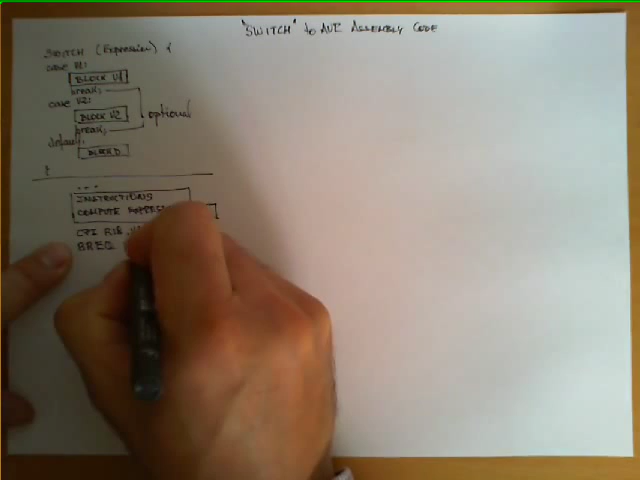 "SWITCH" to AVR ASSEMBLY CODE
SWITCH (Expression) {
case V1:
BLOCK V1
break;
case V2:
BLOCK V2
break;
optional
default:
BLOCK D
}
...
INSTRUCTIONS
COMPUTE
CPI R18,
BREQ